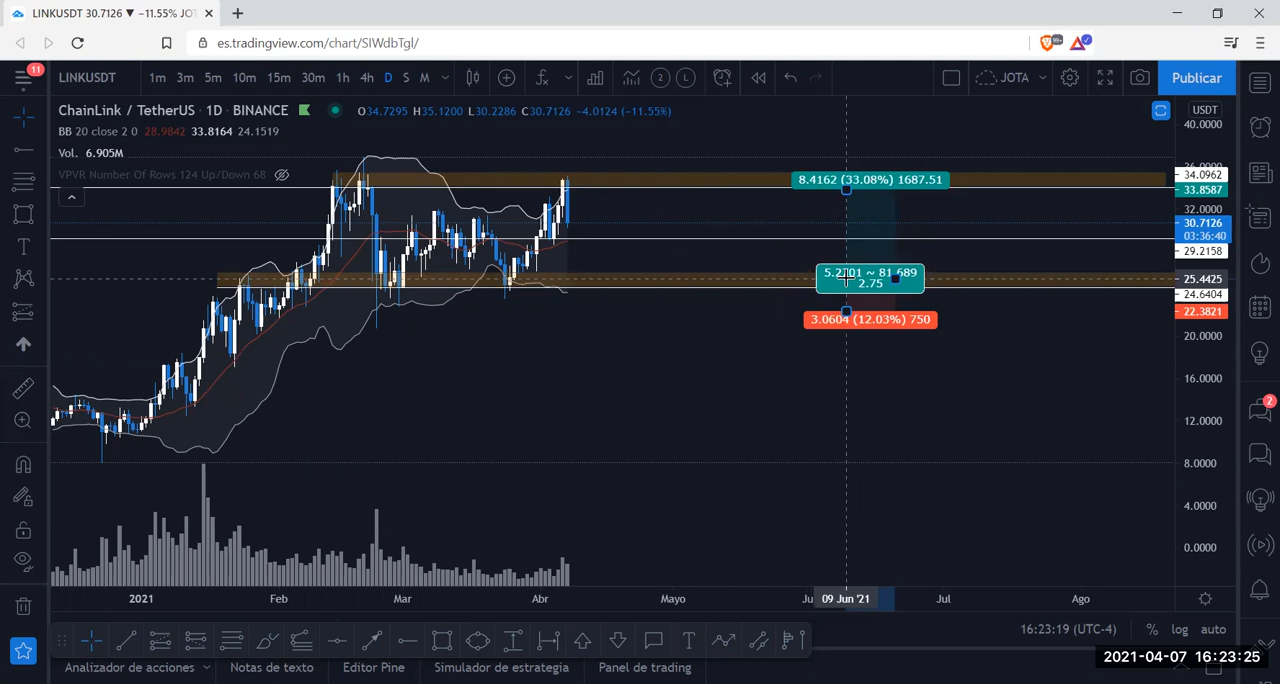 LINKUSDT 30.7126 ▼ −11.55% JOT
es.tradingview.com/chart/SIWdbTgl/
99+
11
LINKUSDT
1m 3m 5m 10m 15m 30m 1h 4h D S M
2 L
JOTA
Publicar
ChainLink / TetherUS · 1D · BINANCE
O34.7295 H35.1200 L30.2286 C30.7126 −4.0124 (−11.55%)
BB 20 close 2 0 28.9842 33.8164 24.1519
Vol. 6.905M
VPVR Number Of Rows 124 Up/Down 68
USDT
40.0000
36.0000
34.0962
33.8587
32.0000
30.7126
03:36:40
29.2158
25.4425
24.6404
22.3821
20.0000
16.0000
12.0000
8.0000
4.0000
0.0000
8.4162 (33.08%) 1687.51
2.75
3.0604 (12.03%) 750
2
2021 Feb Mar Abr Mayo Ju 09 Jun '21 Jul Ago
16:23:19 (UTC-4) % log auto
Analizador de acciones Notas de texto Editor Pine Simulador de estrategia Panel de trading
2021-04-07 16:23:25